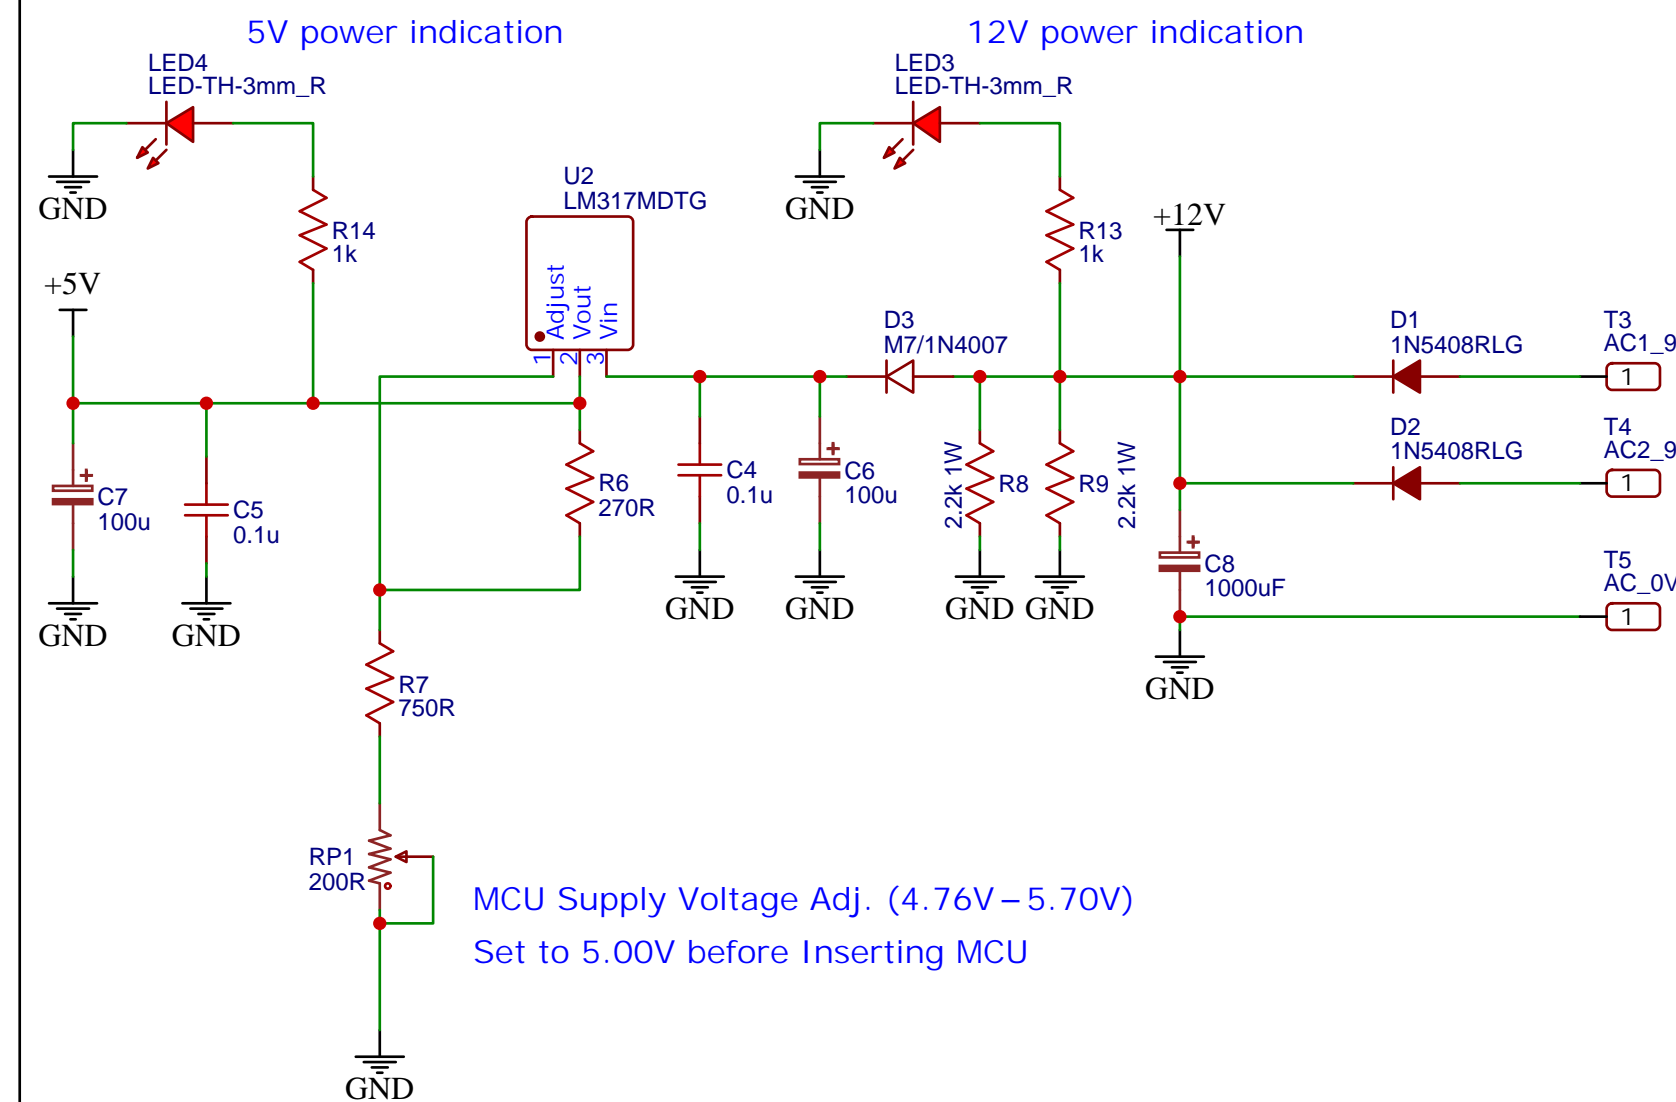 5V power indication
12V power indication
LED4
LED-TH-3mm_R
LED3
LED-TH-3mm_R
GND
GND
R14
1k
R13
1k
U2
LM317MDTG
Adjust
Vout
Vin
1
2
3
+5V
+12V
D3
M7/1N4007
D1
1N5408RLG
T3
AC1_9
1
D2
1N5408RLG
T4
AC2_9
1
C7
100u
C5
0.1u
R6
270R
C4
0.1u
C6
100u
2.2k 1W
R8
R9
2.2k 1W
C8
1000uF
T5
AC_0V
1
GND
GND
GND
GND
GND
GND
GND
R7
750R
RP1
200R
MCU Supply Voltage Adj. (4.76V–5.70V)
Set to 5.00V before Inserting MCU
GND